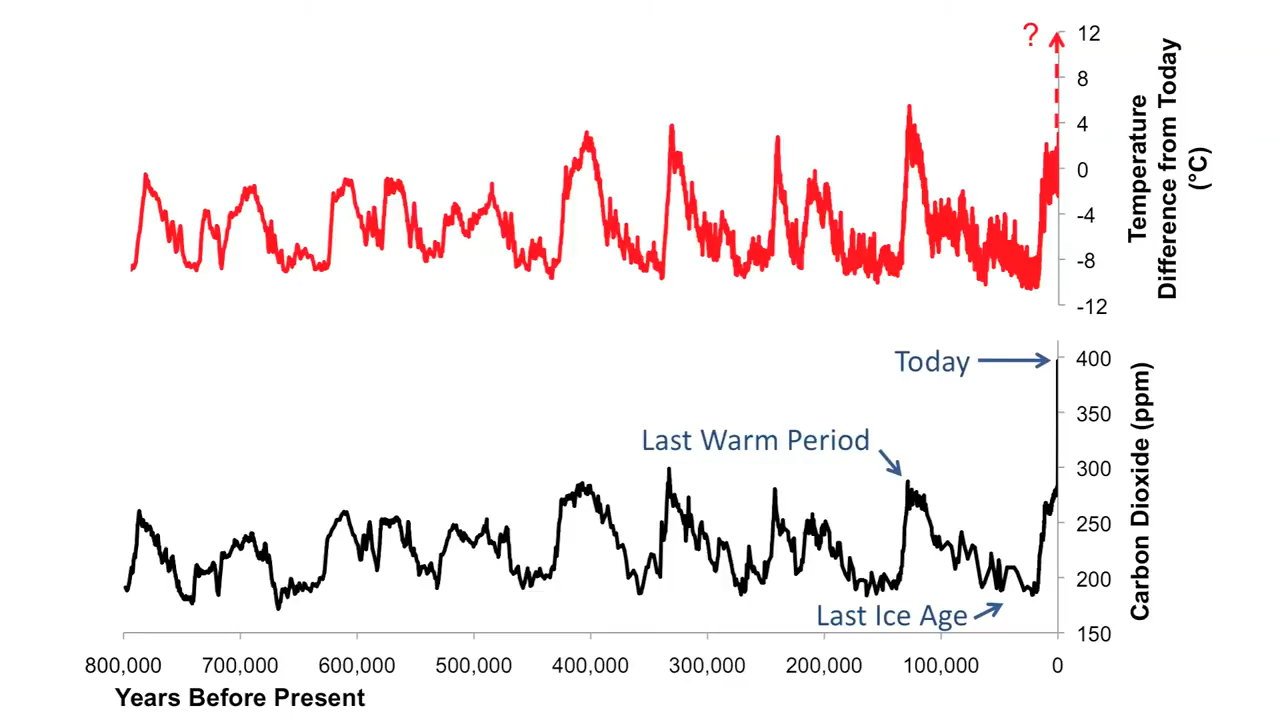 ?
12
8
4
0
-4
-8
-12
Temperature
Difference from Today
(°C)
Today
Last Warm Period
Last Ice Age
400
350
300
250
200
150
Carbon Dioxide (ppm)
800,000 700,000 600,000 500,000 400,000 300,000 200,000 100,000 0
Years Before Present